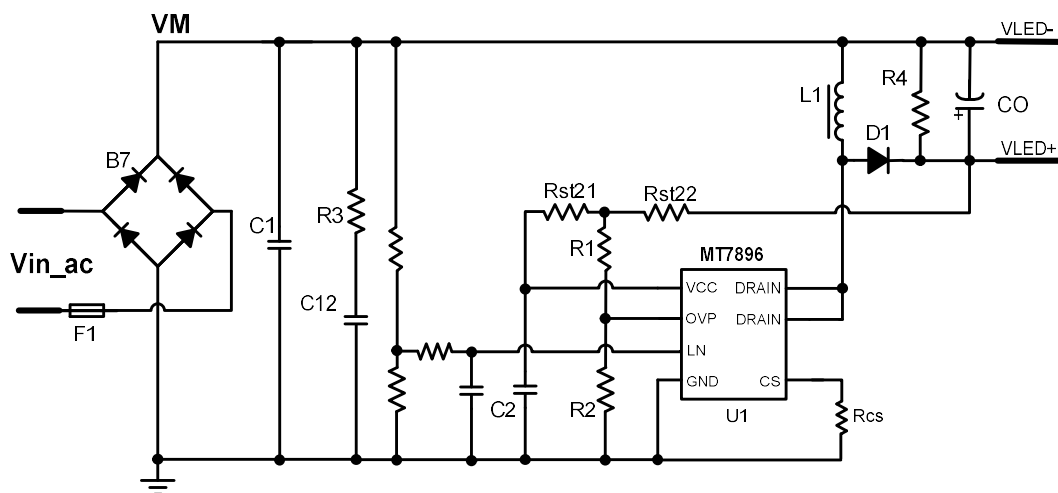 VM
VLED-
R4
L1
CO
D1
VLED+
B7
Rst21
Rst22
R3
C1
R1
Vin_ac
MT7896
VCC
DRAIN
C12
OVP
DRAIN
F1
LN
GND
CS
C2
R2
U1
Rcs
+